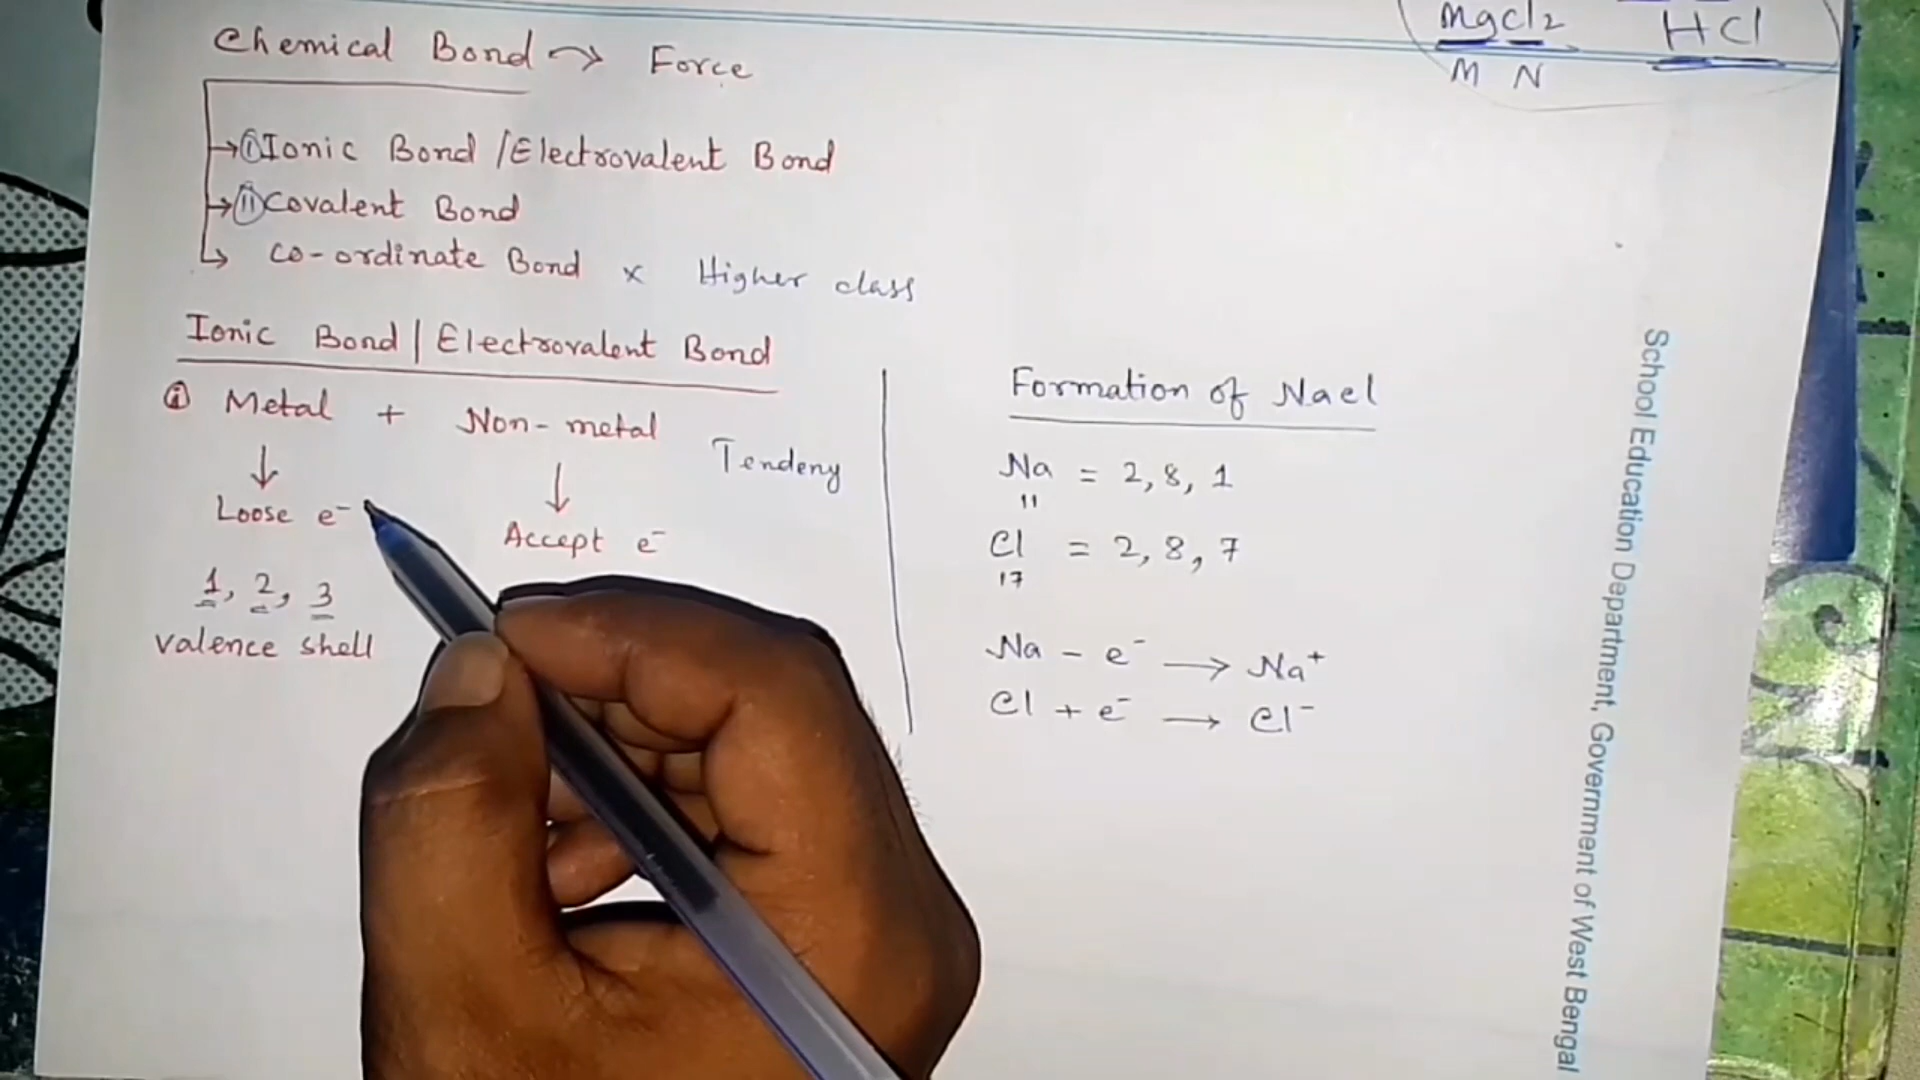 Chemical Bond → Force
MgCl2 HCl
M N
→ (i) Ionic Bond / Electrovalent Bond
→ (ii) Covalent Bond
↳ Co-ordinate Bond × Higher class
Ionic Bond | Electrovalent Bond
(i) Metal + Non-metal
↓ ↓
Loose e⁻ Accept e⁻
Tendeny
1, 2, 3
valence shell
Formation of Nacl
Na = 2, 8, 1
11
Cl = 2, 8, 7
17
Na - e⁻ → Na⁺
Cl + e⁻ → Cl⁻
School Education Department, Government of West Bengal